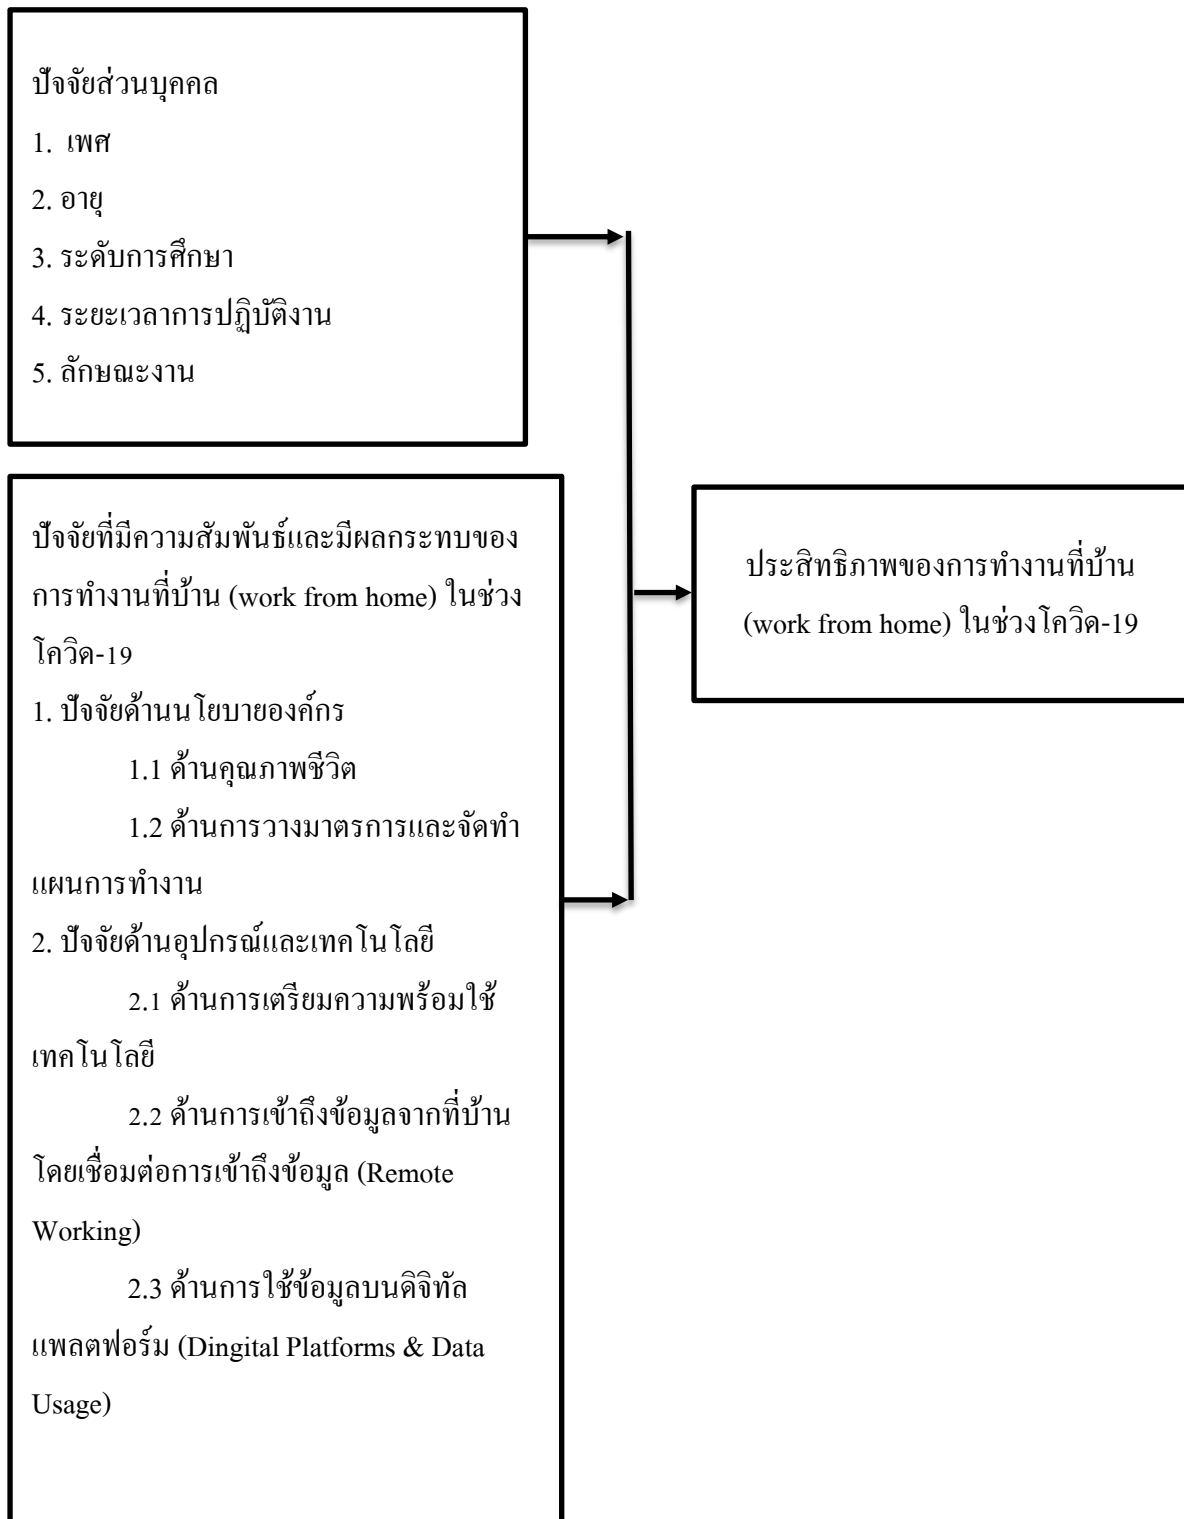 ปัจจัยส่วนบุคคล
1. เพศ
2. อายุ
3. ระดับการศึกษา
4. ระยะเวลาการปฏิบัติงาน
5. ลักษณะงาน
ปัจจัยที่มีความสัมพันธ์และมีผลกระทบของ
การทำงานที่บ้าน (work from home) ในช่วง
โควิด-19
1. ปัจจัยด้านนโยบายองค์กร
1.1 ด้านคุณภาพชีวิต
1.2 ด้านการวางมาตรการและจัดทำ
แผนการทำงาน
2. ปัจจัยด้านอุปกรณ์และเทคโนโลยี
2.1 ด้านการเตรียมความพร้อมใช้
เทคโนโลยี
2.2 ด้านการเข้าถึงข้อมูลจากที่บ้าน
โดยเชื่อมต่อการเข้าถึงข้อมูล (Remote
Working)
2.3 ด้านการใช้ข้อมูลบนดิจิทัล
แพลตฟอร์ม (Dingital Platforms & Data
Usage)
ประสิทธิภาพของการทำงานที่บ้าน
(work from home) ในช่วงโควิด-19